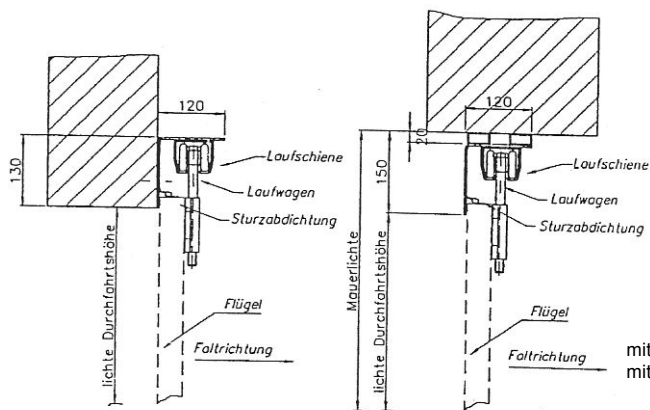 120
130
Laufschiene
Laufwagen
Sturzabdichtung
lichte Durchfahrtshöhe
Flügel
Faltrichtung
120
20
150
Laufschiene
Laufwagen
Sturzabdichtung
Mauerlichte
lichte Durchfahrtshöhe
Flügel
Faltrichtung
mit
mit